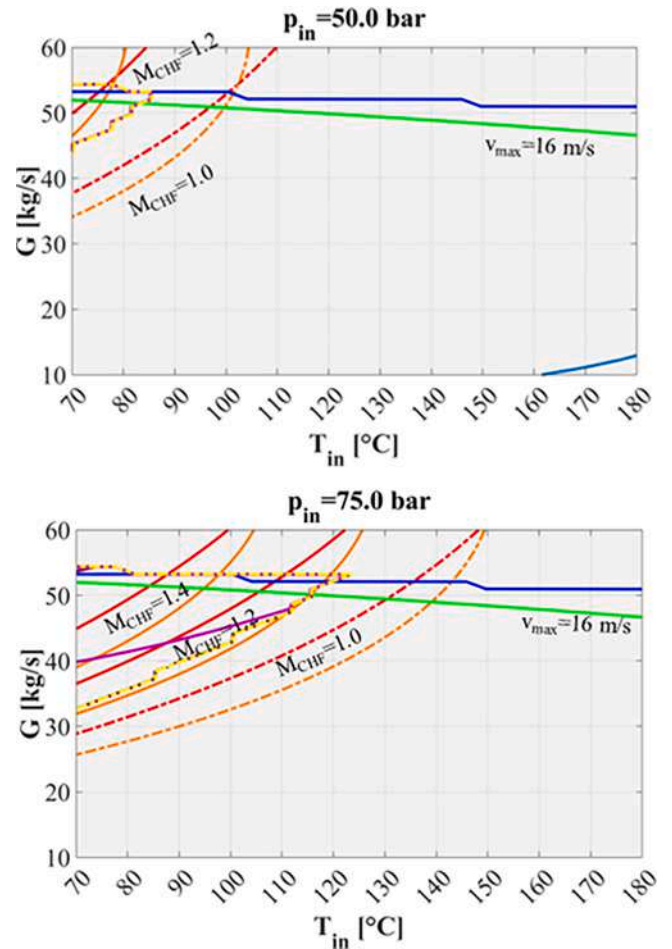 p_in=50.0 bar
60
50
40
30
20
10
G [kg/s]
M_CHF=1.2
M_CHF=1.0
v_max=16 m/s
70 80 90 100 110 120 130 140 150 160 170 180
T_in [°C]
p_in=75.0 bar
60
50
40
30
20
10
G [kg/s]
M_CHF=1.4
M_CHF=1.2
M_CHF=1.0
v_max=16 m/s
70 80 90 100 110 120 130 140 150 160 170 180
T_in [°C]